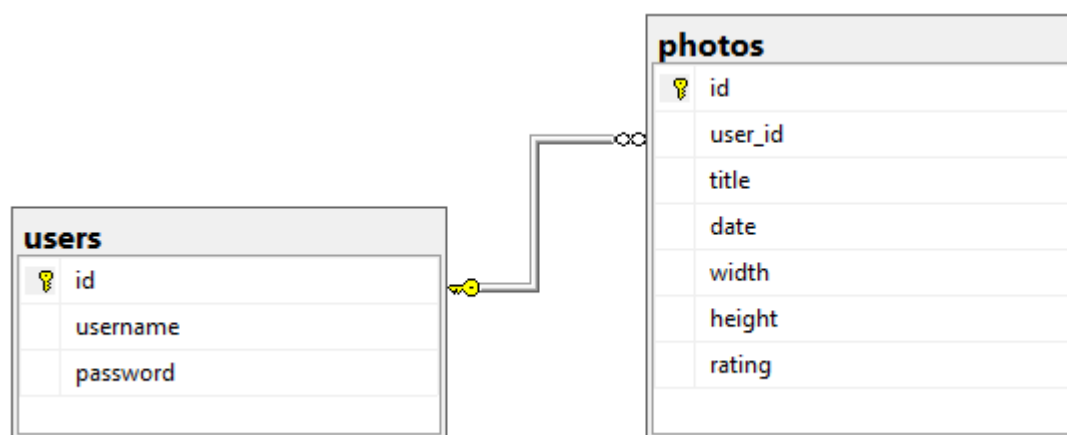 users
id
username
password
photos
id
user_id
title
date
width
height
rating